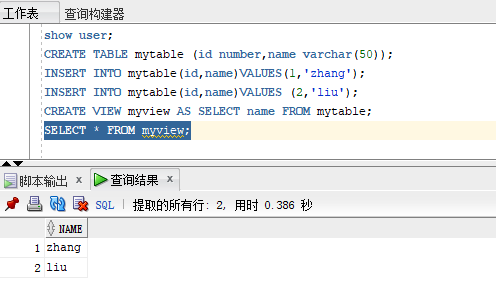 工作表 查询构建器
show user;
CREATE TABLE mytable (id number,name varchar(50));
INSERT INTO mytable(id,name)VALUES(1,'zhang');
INSERT INTO mytable(id,name)VALUES (2,'liu');
CREATE VIEW myview AS SELECT name FROM mytable;
SELECT * FROM myview;
脚本输出 x 查询结果 x
SQL | 提取的所有行: 2, 用时 0.386 秒
NAME
1 zhang
2 liu